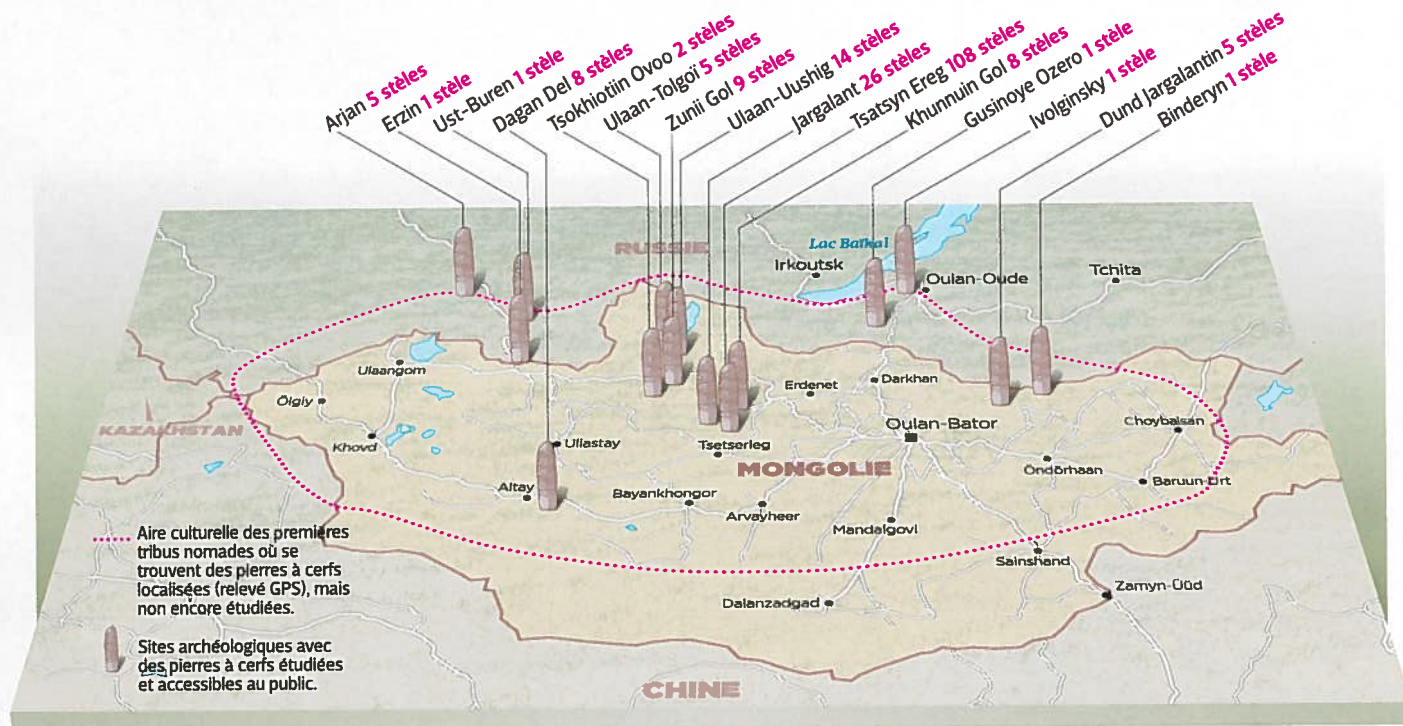 Arjan 5 stèles
Erzin 1 stèle
Ust-Buren 1 stèle
Dagan Del 8 stèles
Tsokhiotiin Ovoo 2 stèles
Ulaan-Tolgoï 5 stèles
Zunii Gol 9 stèles
Ulaan-Uushig 14 stèles
Jargalant 26 stèles
Tsatsyn Ereg 108 stèles
Khunnuin Gol 8 stèles
Gusinoye Ozero 1 stèle
Ivolginsky 1 stèle
Dund Jargalantin 5 stèles
Binderyn 1 stèle
RUSSIE
Lac Baïkal
Irkoutsk
Oulan-Oude
Tchita
Ulaangom
Ölgiy
Khovd
KAZAKHSTAN
Erdenet
Darkhan
Oulan-Bator
Choybalsan
Uliastay
Tsetserleg
MONGOLIE
Öndörhaan
Baruun-Urt
Altay
Bayankhongor
Arvayheer
Mandalgovi
Sainshand
Zamyn-Üüd
Dalanzadgad
CHINE
Aire culturelle des premières
tribus nomades où se
trouvent des pierres à cerfs
localisées (relevé GPS), mais
non encore étudiées.
Sites archéologiques avec
des pierres à cerfs étudiées
et accessibles au public.